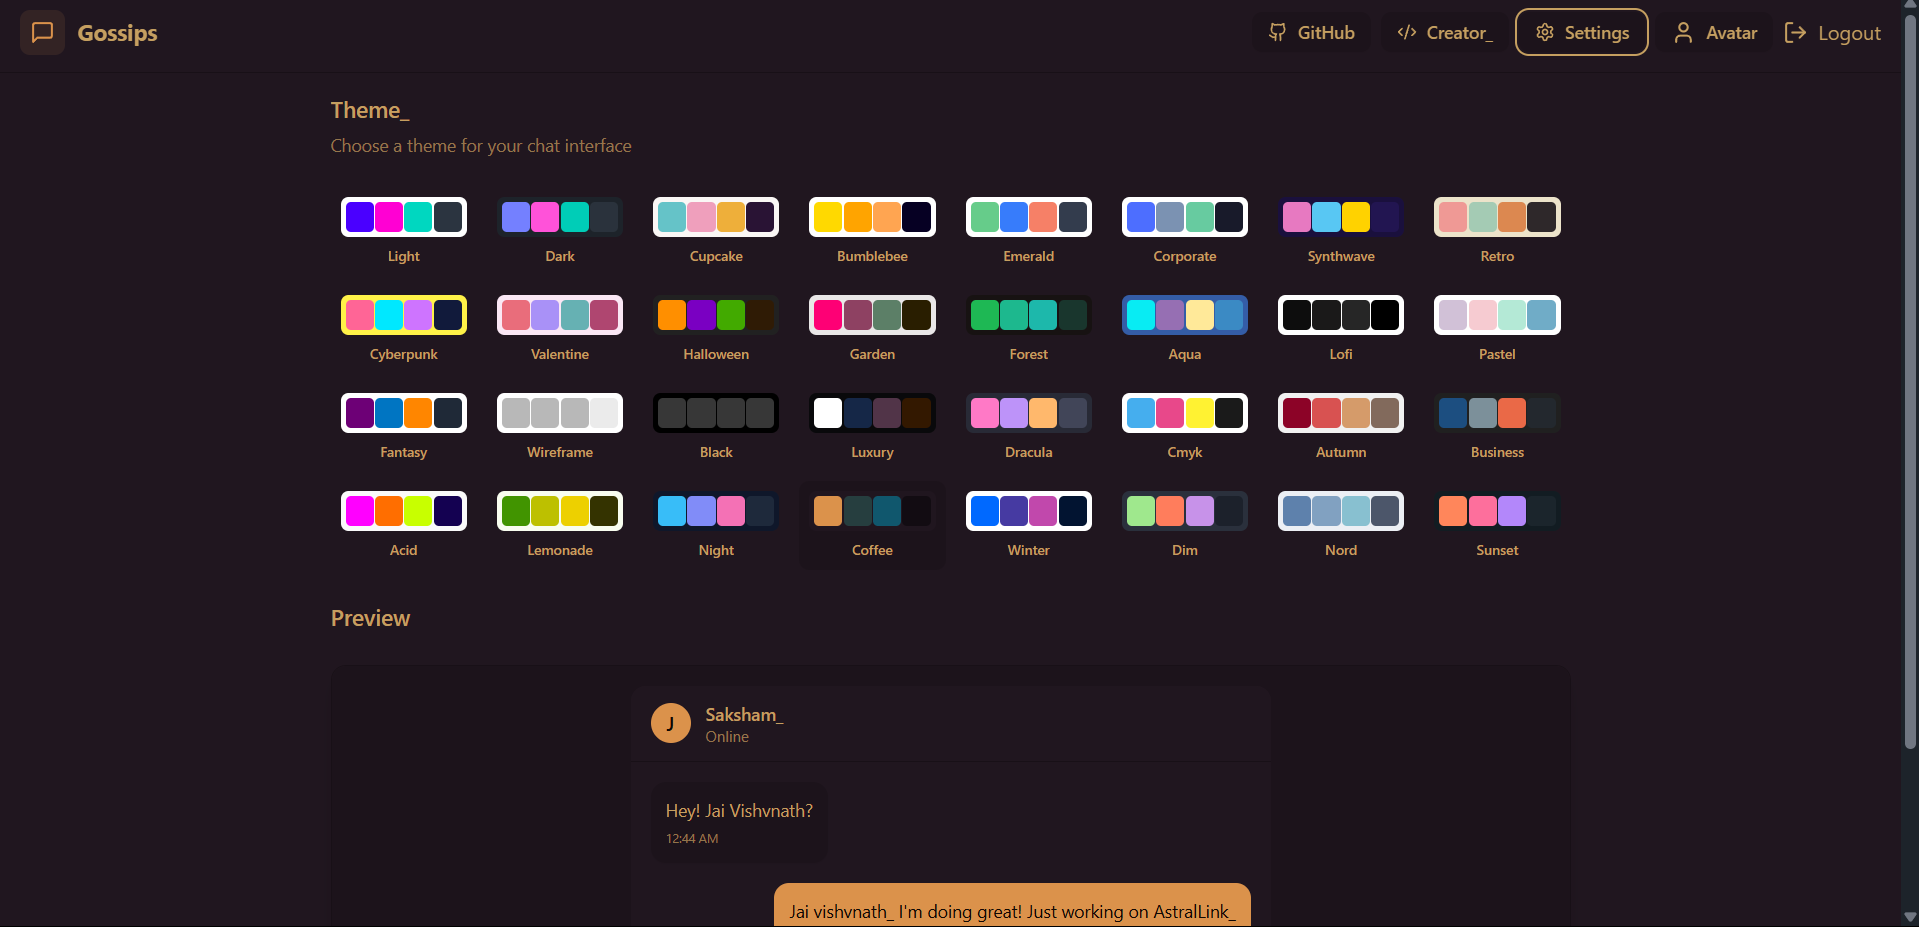 Gossips
GitHub
Creator_
Settings
Avatar
Logout
Theme_
Choose a theme for your chat interface
Light Dark Cupcake Bumblebee Emerald Corporate Synthwave Retro
Cyberpunk Valentine Halloween Garden Forest Aqua Lofi Pastel
Fantasy Wireframe Black Luxury Dracula Cmyk Autumn Business
Acid Lemonade Night Coffee Winter Dim Nord Sunset
Preview
J
Saksham_
Online
Hey! Jai Vishvnath?
12:44 AM
Jai vishvnath_ I'm doing great! Just working on AstralLink_